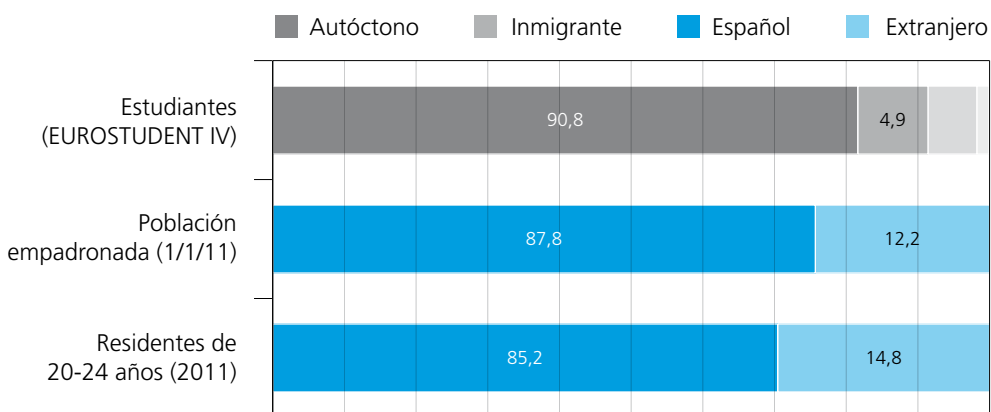 Autóctono Inmigrante Español Extranjero
Estudiantes
(EUROSTUDENT IV)
90,8 4,9
Población
empadronada (1/1/11)
87,8 12,2
Residentes de
20-24 años (2011)
85,2 14,8